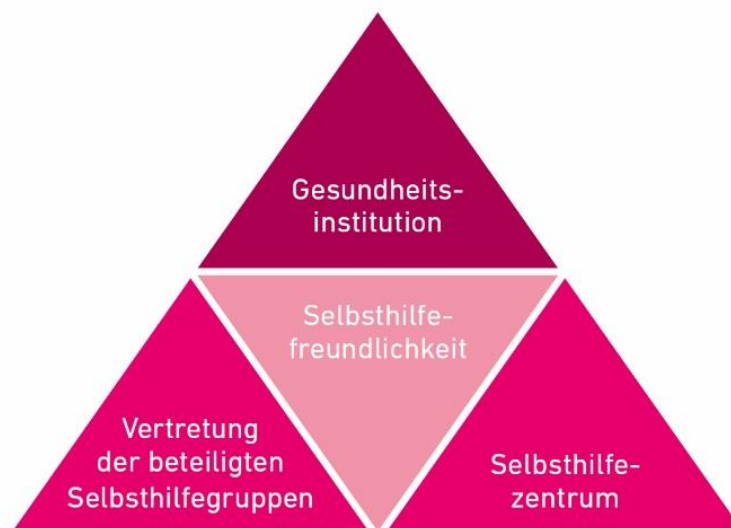 Gesundheits-
institution
Selbsthilfe-
freundlichkeit
Vertretung
der beteiligten
Selbsthilfegruppen
Selbsthilfe-
zentrum